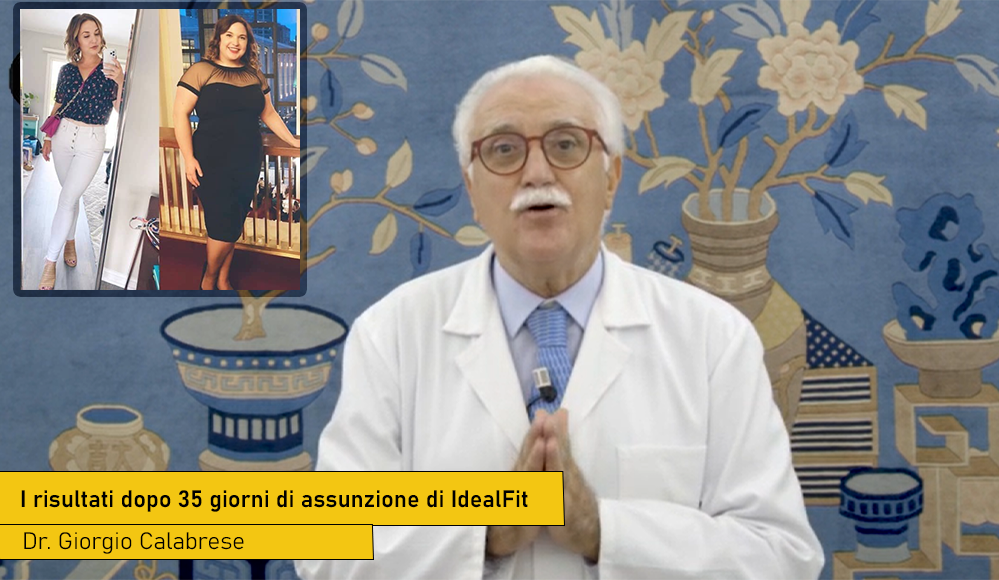 I risultati dopo 35 giorni di assunzione di IdealFit
Dr. Giorgio Calabrese